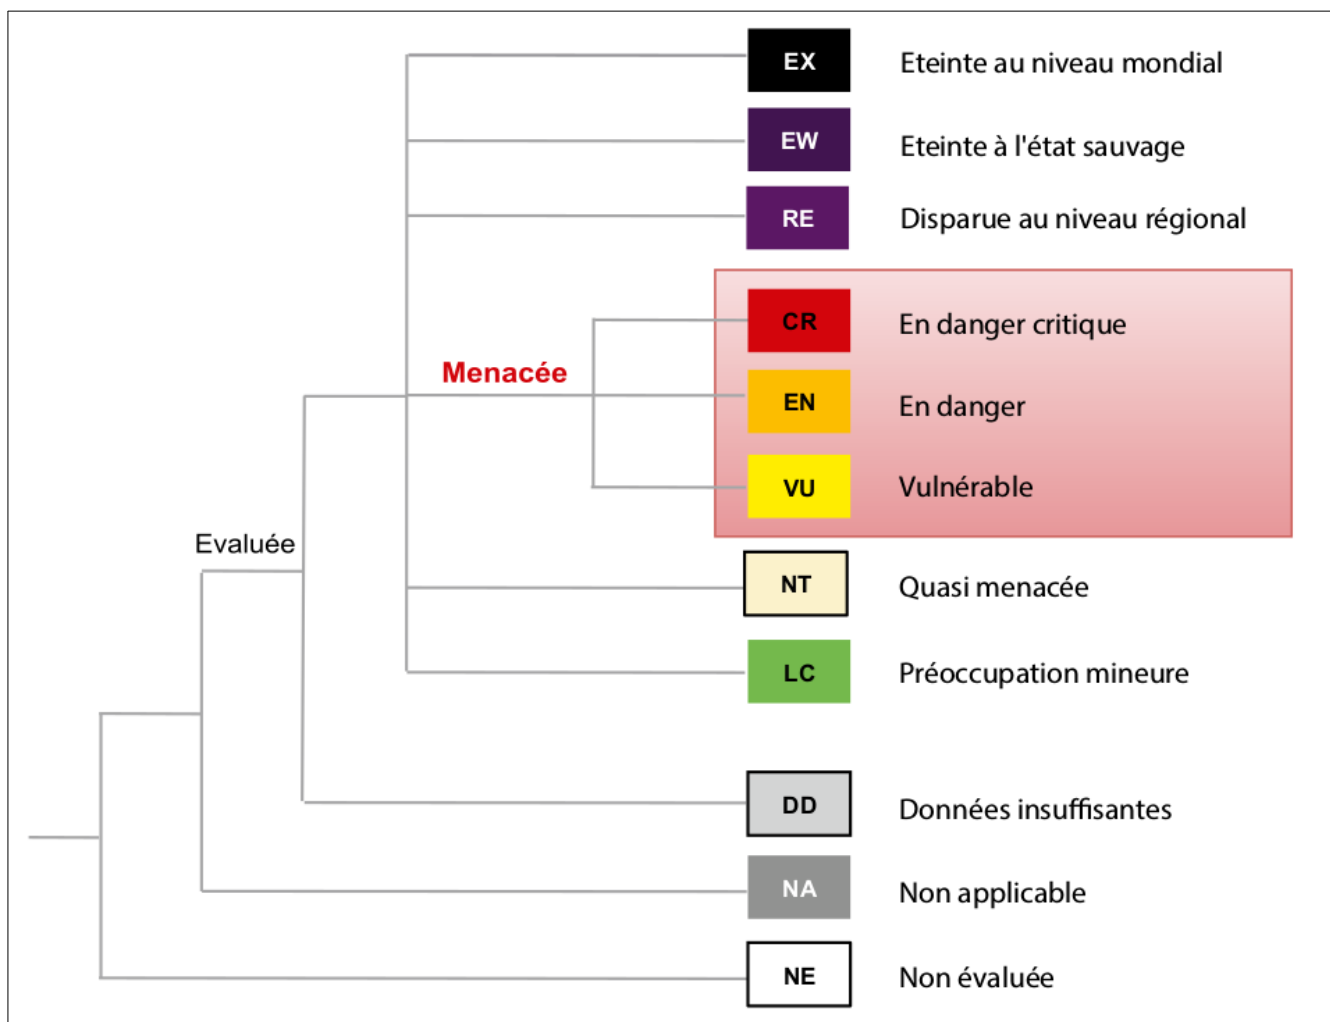 EX Eteinte au niveau mondial
EW Eteinte à l'état sauvage
RE Disparue au niveau régional
CR En danger critique
Menacée
EN En danger
VU Vulnérable
Evaluée
NT Quasi menacée
LC Préoccupation mineure
DD Données insuffisantes
NA Non applicable
NE Non évaluée